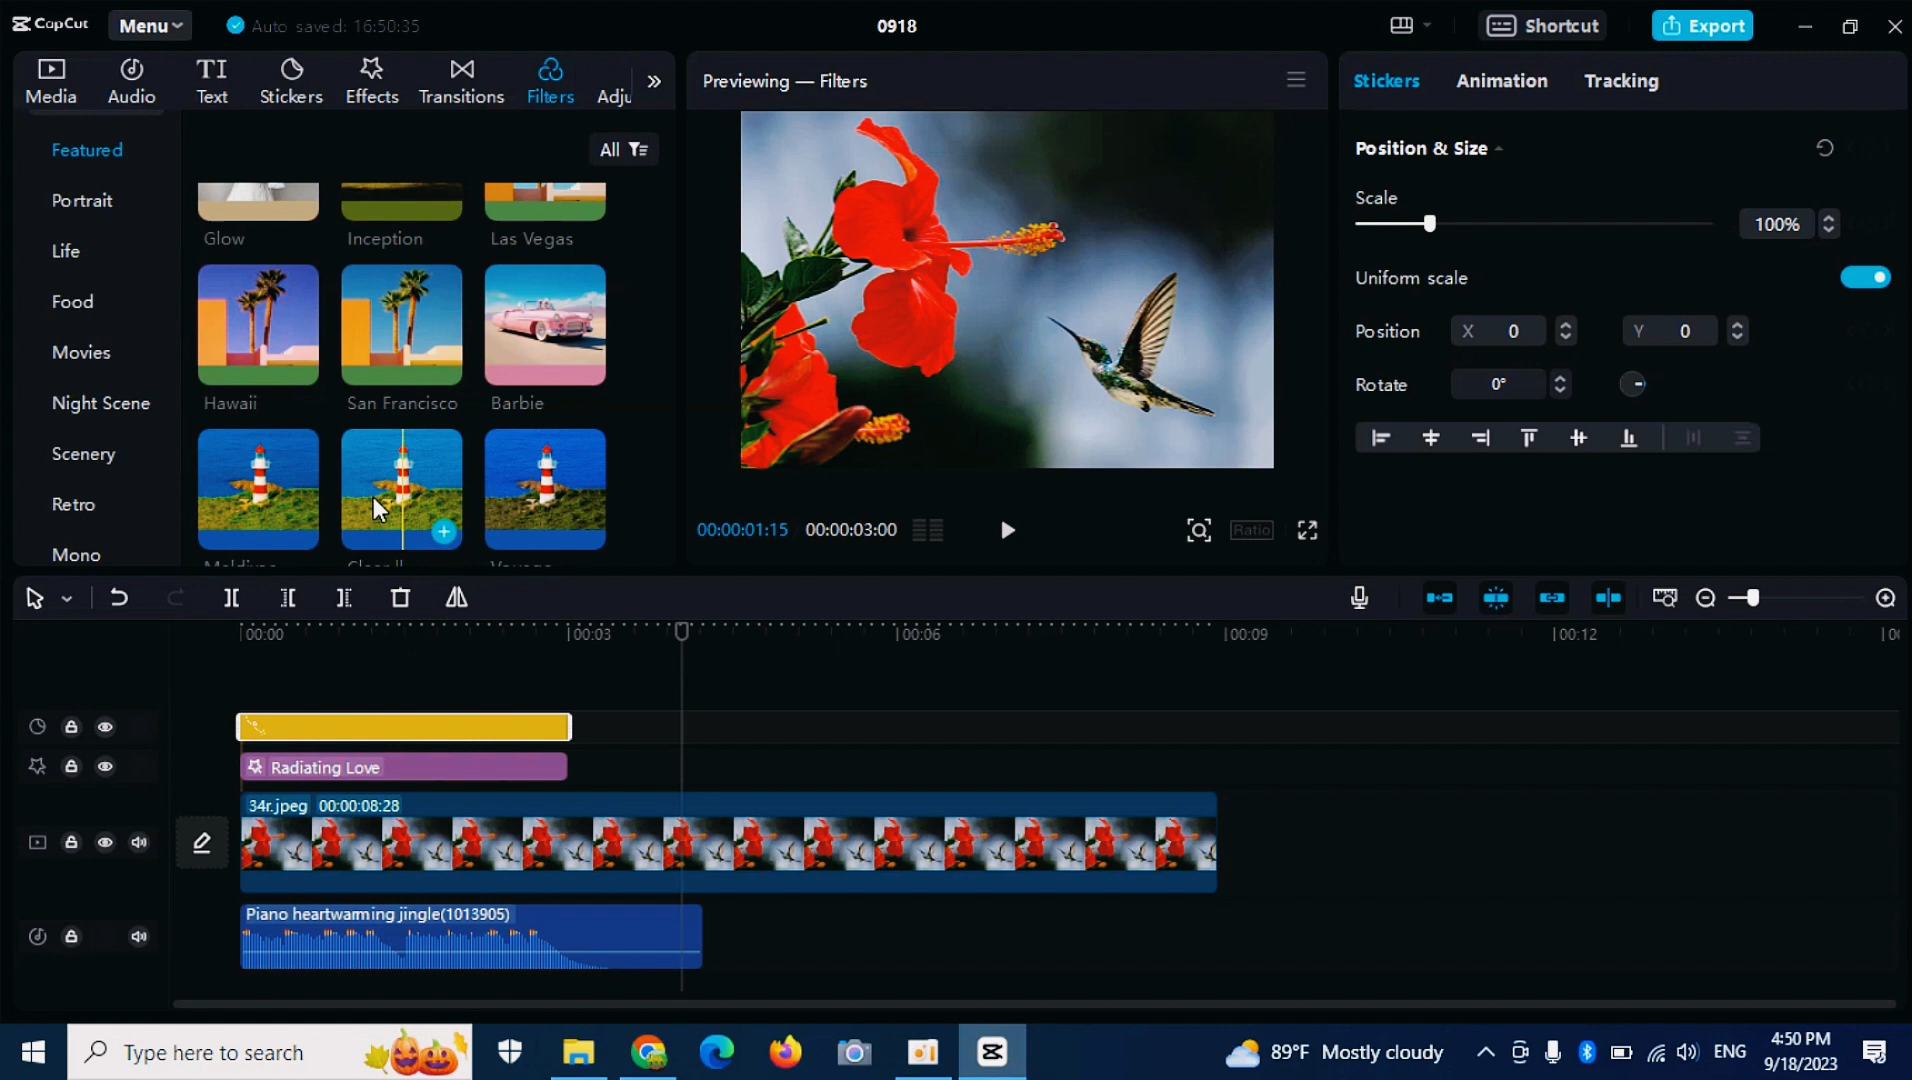 CapCut
Menu
Auto saved: 16:50:35
0918
Shortcut
Export
Media
Audio
Text
Stickers
Effects
Transitions
Filters
Adju
Previewing — Filters
Stickers
Animation
Tracking
Featured
Portrait
Life
Food
Movies
Night Scene
Scenery
Retro
Mono
All
Glow
Inception
Las Vegas
Hawaii
San Francisco
Barbie
00:00:01:15
00:00:03:00
Ratio
Position & Size
Scale
100%
Uniform scale
Position
X 0
Y 0
Rotate
0°
00:00
00:03
00:06
00:09
00:12
Radiating Love
34r.jpeg 00:00:08:28
Piano heartwarming jingle(1013905)
Type here to search
89°F Mostly cloudy
ENG
4:50 PM
9/18/2023